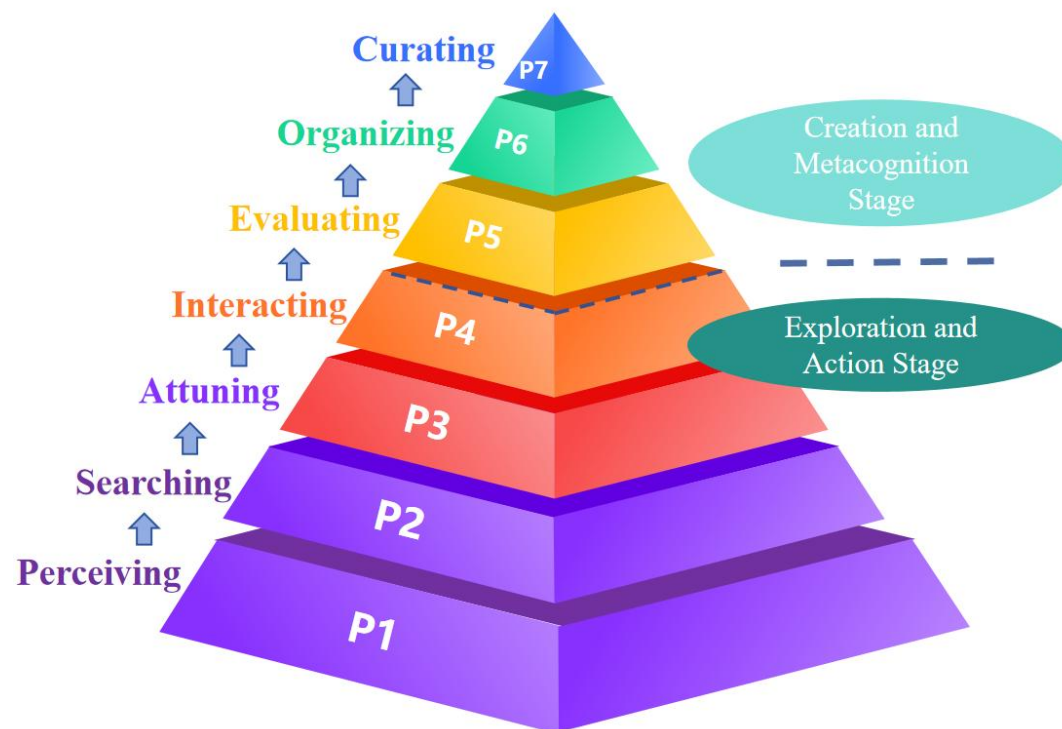 Curating
P7
Organizing
P6
Creation and
Metacognition
Stage
Evaluating
P5
Interacting
P4
Exploration and
Action Stage
Attuning
P3
Searching
P2
Perceiving
P1